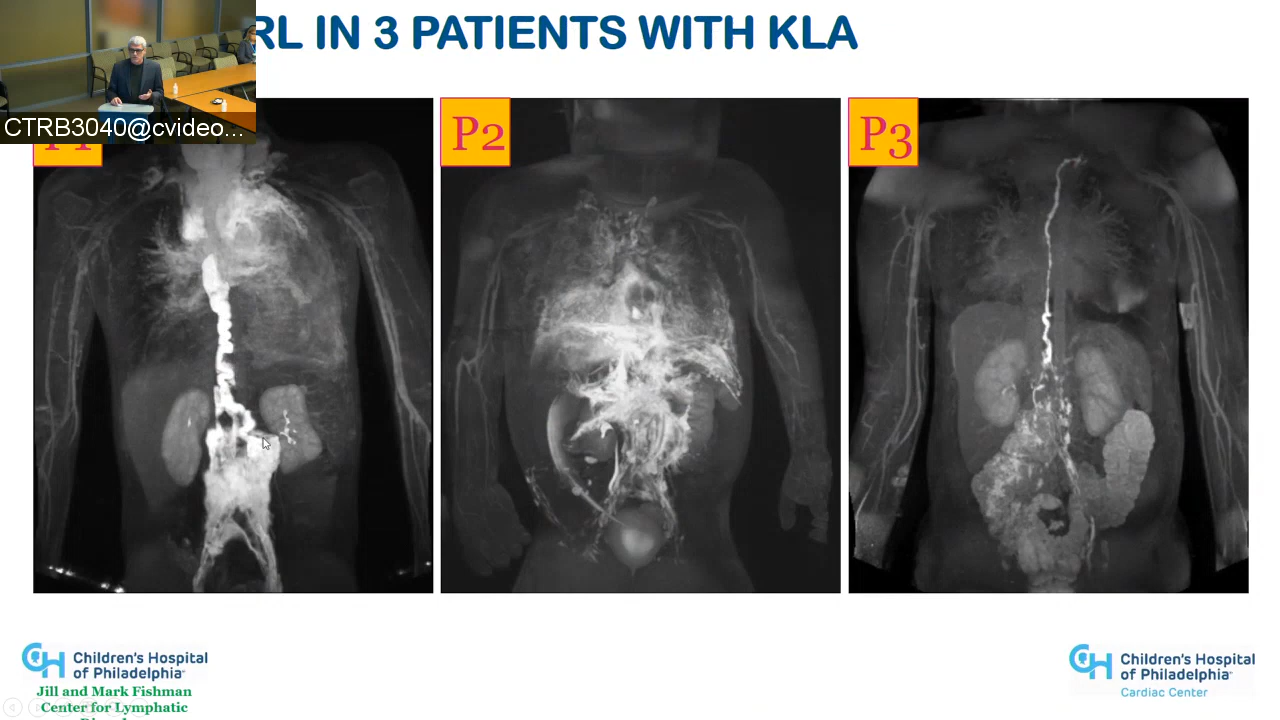 RL IN 3 PATIENTS WITH KLA
CTRB3040@cvideo...
P1
P2
P3
Children's Hospital
of Philadelphia
Jill and Mark Fishman
Center for Lymphatic
Children's Hospital
of Philadelphia
Cardiac Center